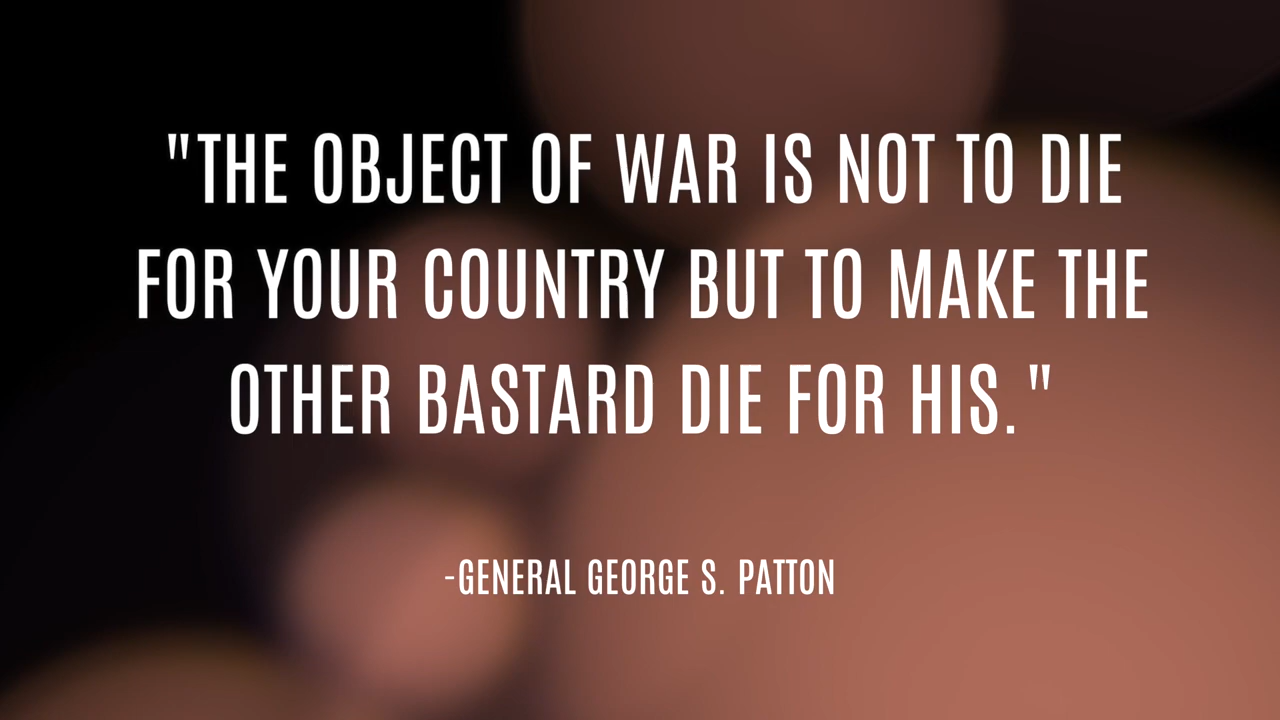 "THE OBJECT OF WAR IS NOT TO DIE
FOR YOUR COUNTRY BUT TO MAKE THE
OTHER BASTARD DIE FOR HIS."
-GENERAL GEORGE S. PATTON